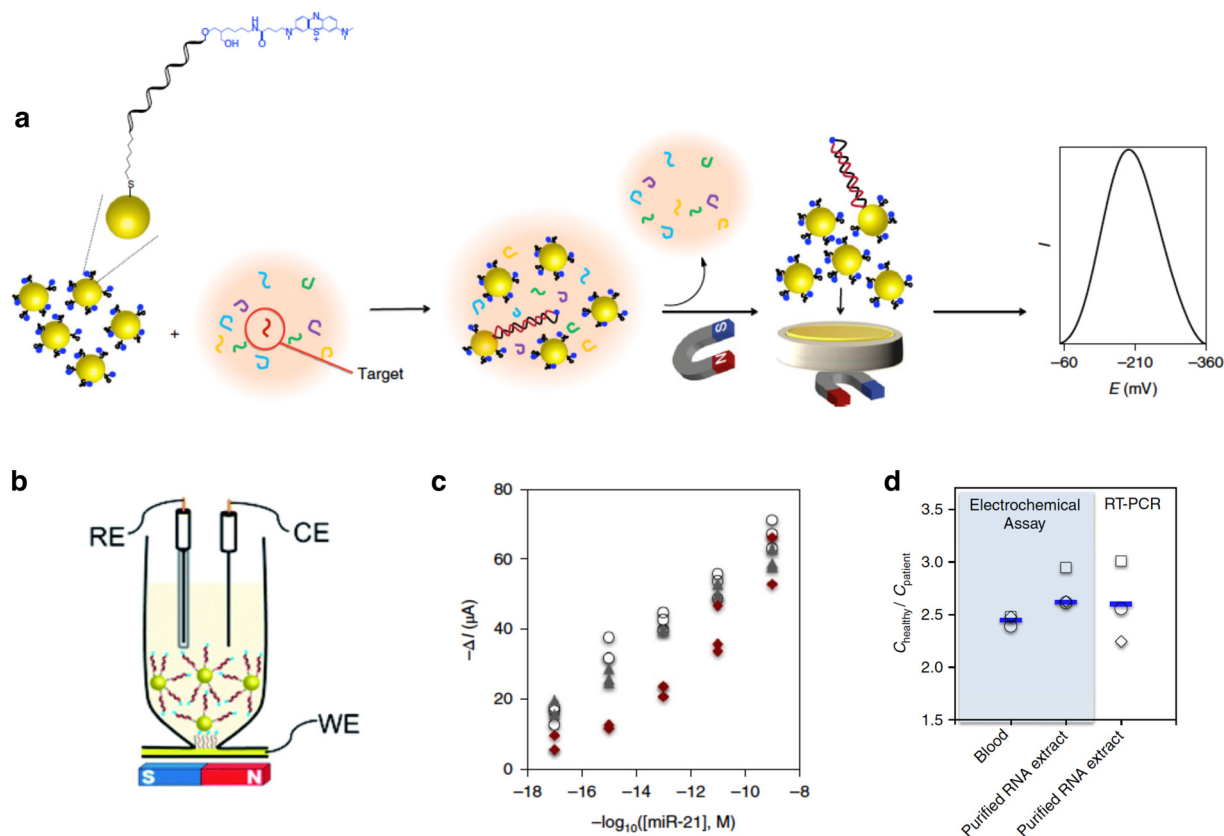 a
O
OH
H
N
O
N
N
S
+
N
S
+
Target
S
N
I
−60
−210
−360
E (mV)
b
RE
CE
WE
S
N
c
80
60
40
20
0
−ΔI (µA)
−18
−16
−14
−12
−10
−8
−log10([miR-21], M)
d
Electrochemical
Assay
RT-PCR
3.5
3.0
2.5
2.0
1.5
Chealthy/ Cpatient
Blood
Purified RNA extract
Purified RNA extract